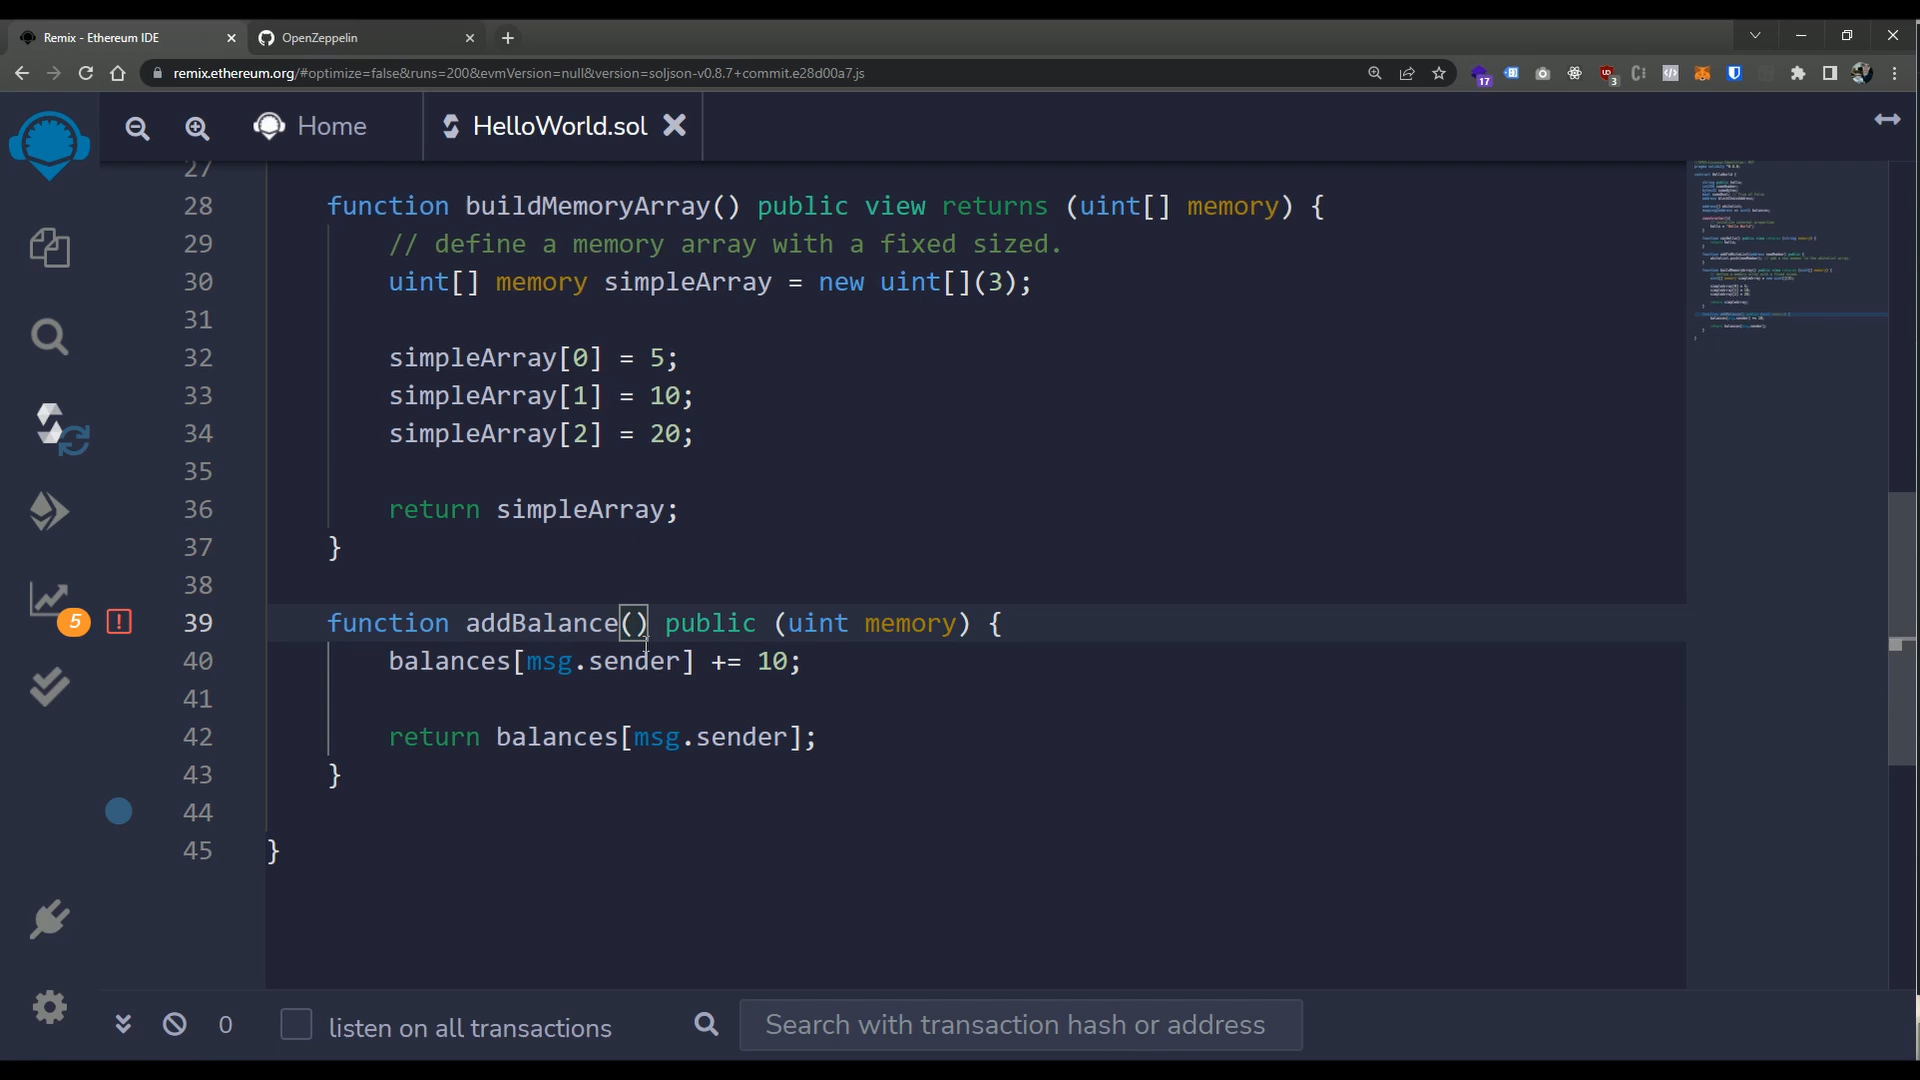 Remix - Ethereum IDE
OpenZeppelin
remix.ethereum.org/#optimize=false&runs=200&evmVersion=null&version=soljson-v0.8.7+commit.e28d00a7.js
17
3
Home
HelloWorld.sol
27
28 function buildMemoryArray() public view returns (uint[] memory) {
29 // define a memory array with a fixed sized.
30 uint[] memory simpleArray = new uint[](3);
31
32 simpleArray[0] = 5;
33 simpleArray[1] = 10;
34 simpleArray[2] = 20;
35
36 return simpleArray;
37 }
38
5
39 function addBalance() public (uint memory) {
40 balances[msg.sender] += 10;
41
42 return balances[msg.sender];
43 }
44
45 }
0
listen on all transactions
Search with transaction hash or address